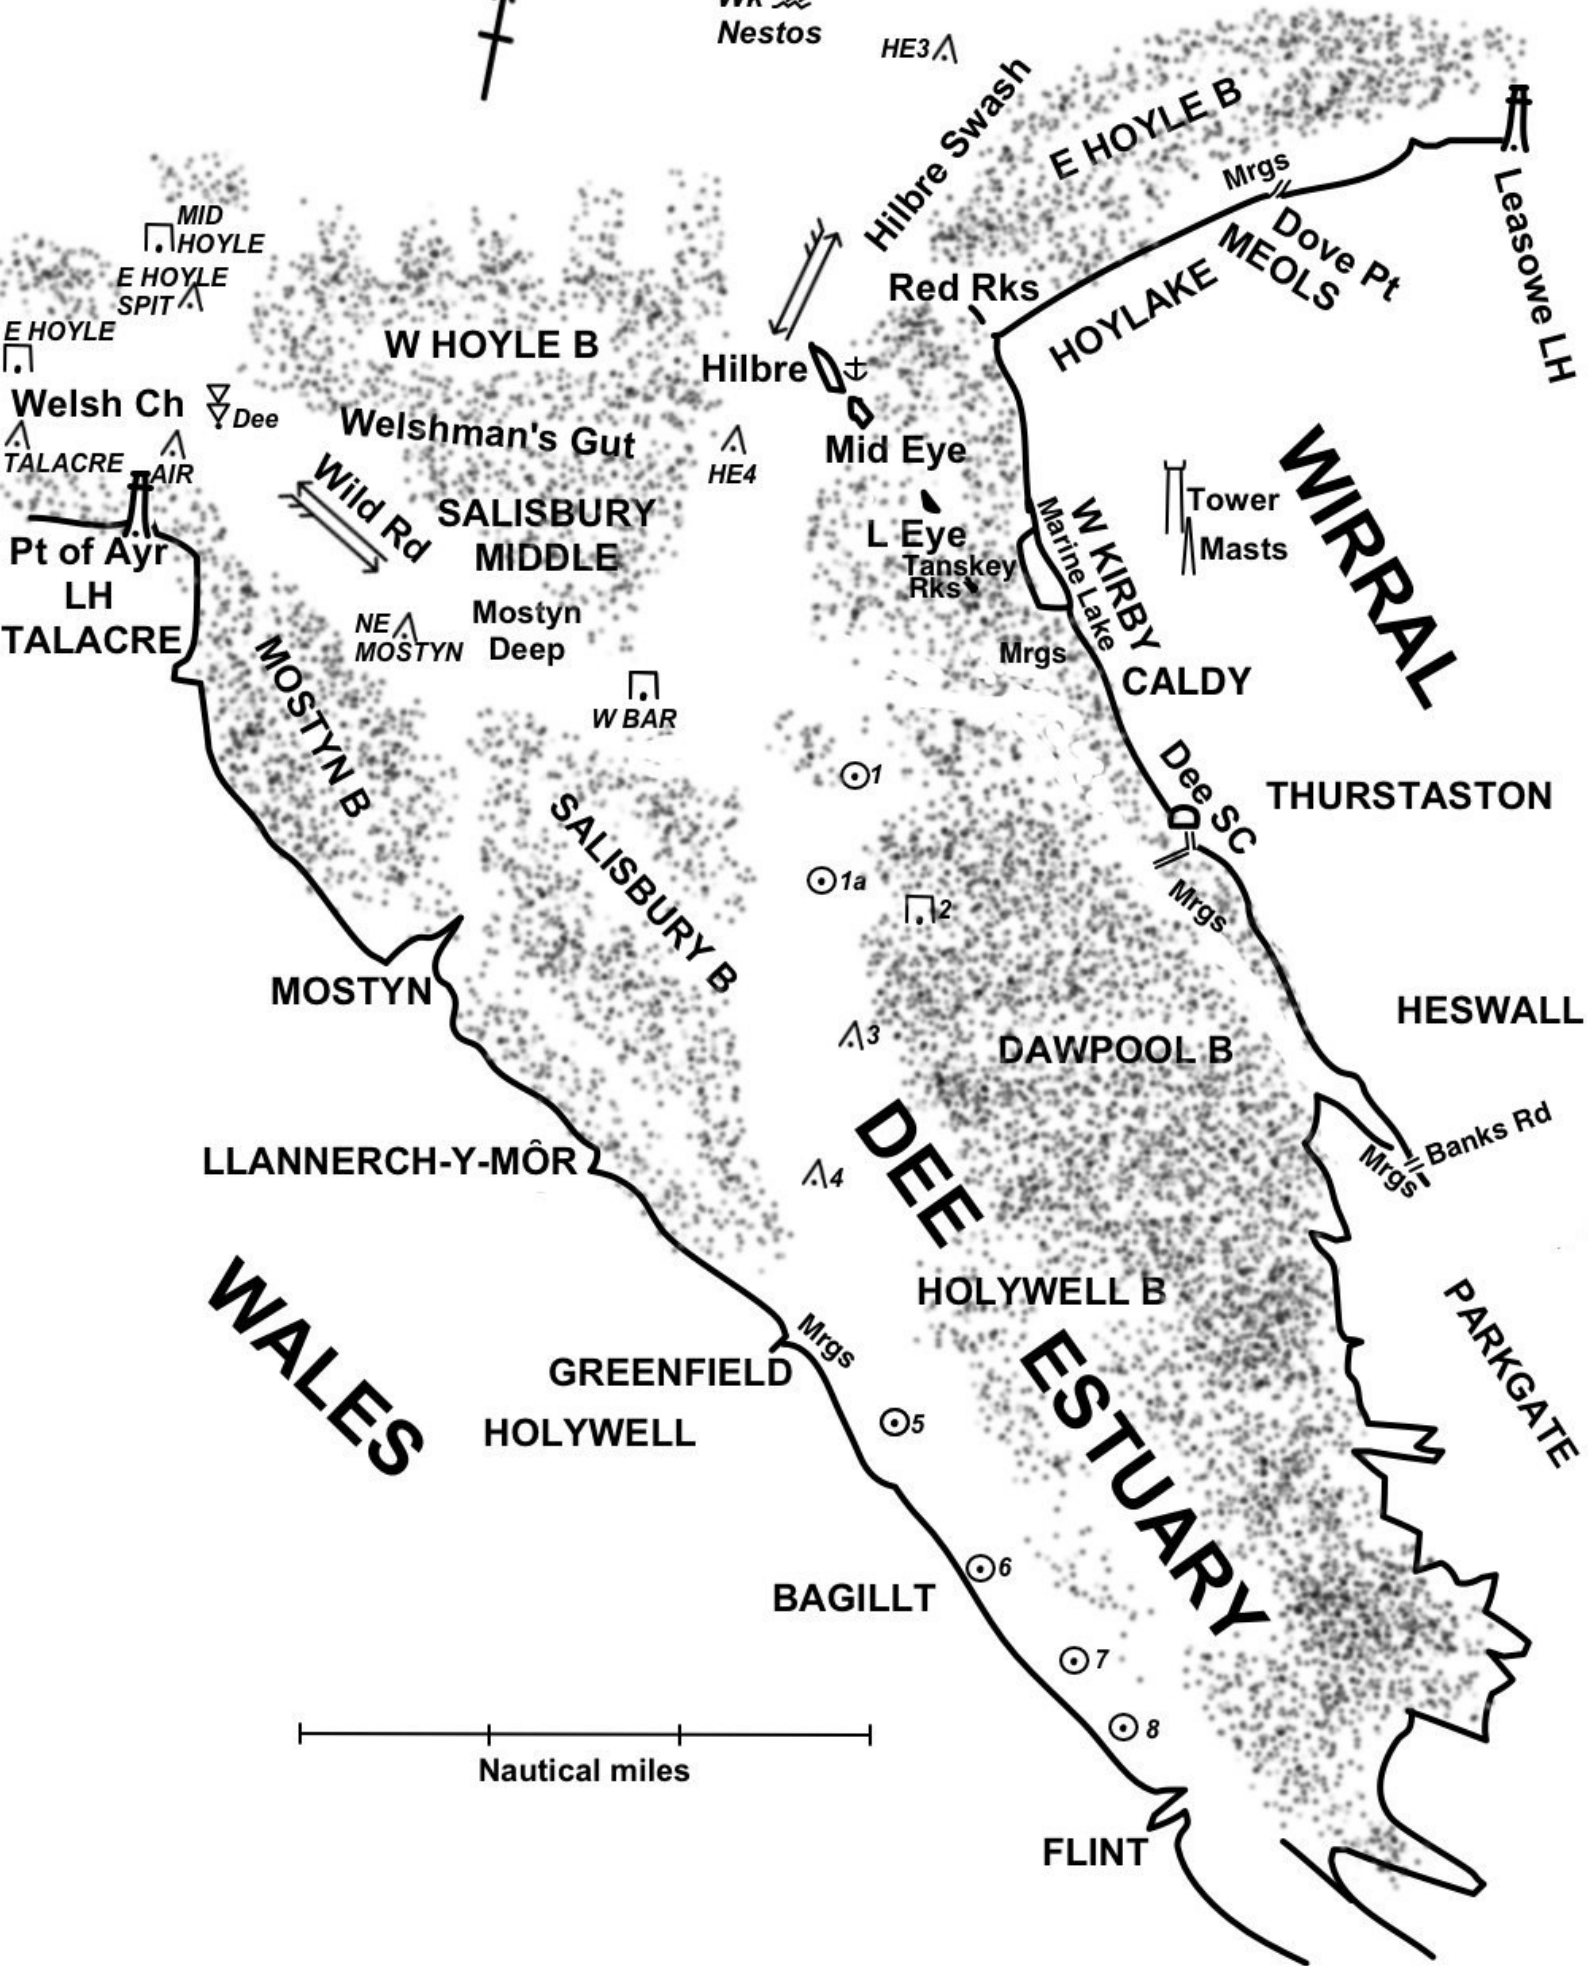 Wk
Nestos
HE3
Hilbre Swash
E HOYLE B
Mrgs
Leasowe LH
Dove Pt
MEOLS
HOYLAKE
Red Rks
MID
HOYLE
E HOYLE
SPIT
E HOYLE
W HOYLE B
Hilbre
Welsh Ch
Dee
Welshman's Gut
TALACRE
AIR
HE4
Mid Eye
WIRRAL
Wild Rd
SALISBURY
MIDDLE
L Eye
Tanskey
Rks
Marine Lake
W KIRBY
Tower
Masts
Pt of Ayr
LH
TALACRE
NE
MOSTYN
Mostyn
Deep
Mrgs
CALDY
W BAR
MOSTYN B
1
Dee SC
THURSTASTON
SALISBURY B
1a
2
Mrgs
MOSTYN
3
DAWPOOL B
HESWALL
DEE
Banks Rd
Mrgs
LLANNERCH-Y-MÔR
4
WALES
HOLYWELL B
PARKGATE
Mrgs
GREENFIELD
ESTUARY
5
HOLYWELL
6
BAGILLT
7
8
Nautical miles
FLINT